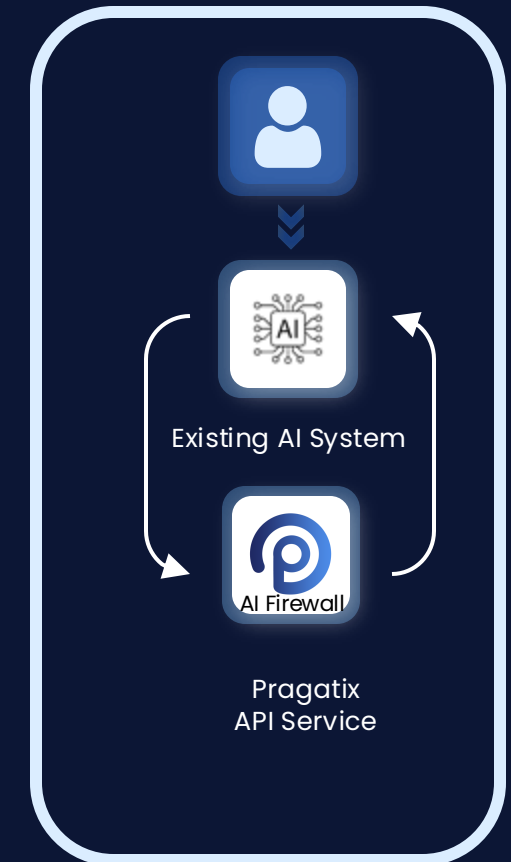 AI
Existing AI System
AI Firewall
Pragatix
API Service